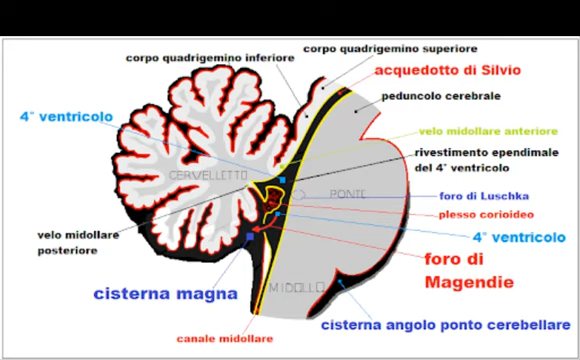 corpo quadrigemino superiore
corpo quadrigemino inferiore
acquedotto di Silvio
peduncolo cerebrale
4° ventricolo
velo midollare anteriore
rivestimento ependimale
del 4° ventricolo
CERVELLETTO
PONTE
foro di Luschka
plesso corioideo
velo midollare
posteriore
4° ventricolo
foro di
Magendie
cisterna magna
MIDOLLO
cisterna angolo ponto cerebellare
canale midollare